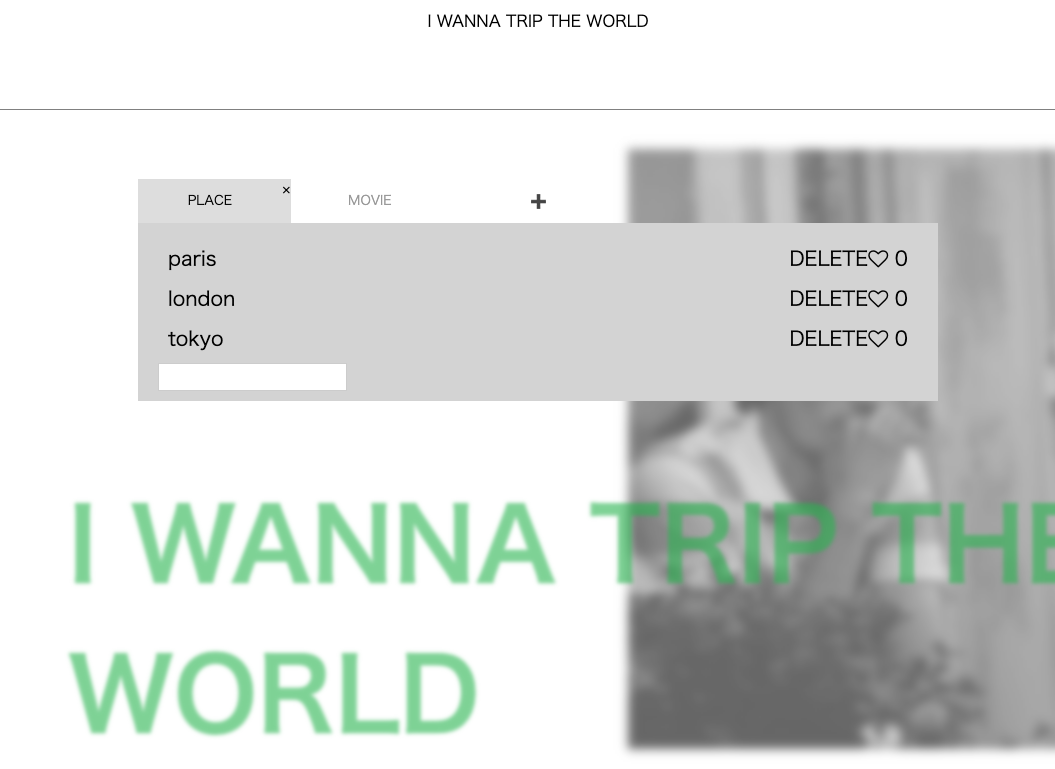 I WANNA TRIP THE WORLD
PLACE × MOVIE +
paris DELETE♡ 0
london DELETE♡ 0
tokyo DELETE♡ 0
I WANNA TRIP THE
WORLD